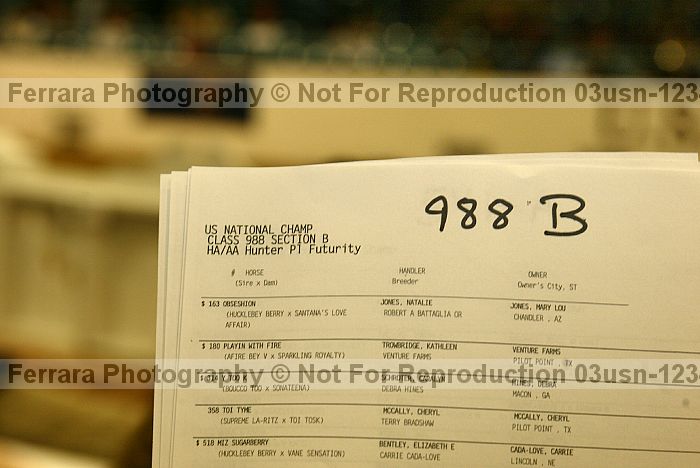 Ferrara Photography © Not For Reproduction 03usn-123
988 B
US NATIONAL CHAMP
CLASS 988 SECTION B
HA/AA Hunter Pl Futurity
# HORSE HANDLER OWNER
(Sire x Dam) Breeder Owner's City, ST
$ 163 OBSESHION JONES, NATALIE JONES, MARY LOU
(HUCKLEBEY BERRY x SANTANA'S LOVE ROBERT A BATTAGLIA OR CHANDLER , AZ
AFFAIR)
$ 180 PLAYIN WITH FIRE TROWBRIDGE, KATHLEEN VENTURE FARMS
(AFIRE BEY V x SPARKLING ROYALTY) VENTURE FARMS PILOT POINT , TX
Ferrara Photography © Not For Reproduction 03usn-123
HINES, DEBRA
(BOUCCO TOO x SONATEENA) DEBRA HINES MACON , GA
358 TOI TYME MCCALLY, CHERYL MCCALLY, CHERYL
(SUPREME LA-RITZ x TOI TOSK) TERRY BRADSHAW PILOT POINT , TX
$ 518 MIZ SUGARBERRY BENTLEY, ELIZABETH E CADA-LOVE, CARRIE
(HUCKLEBEY BERRY x VANE SENSATION) CARRIE CADA-LOVE LINCOLN , NE